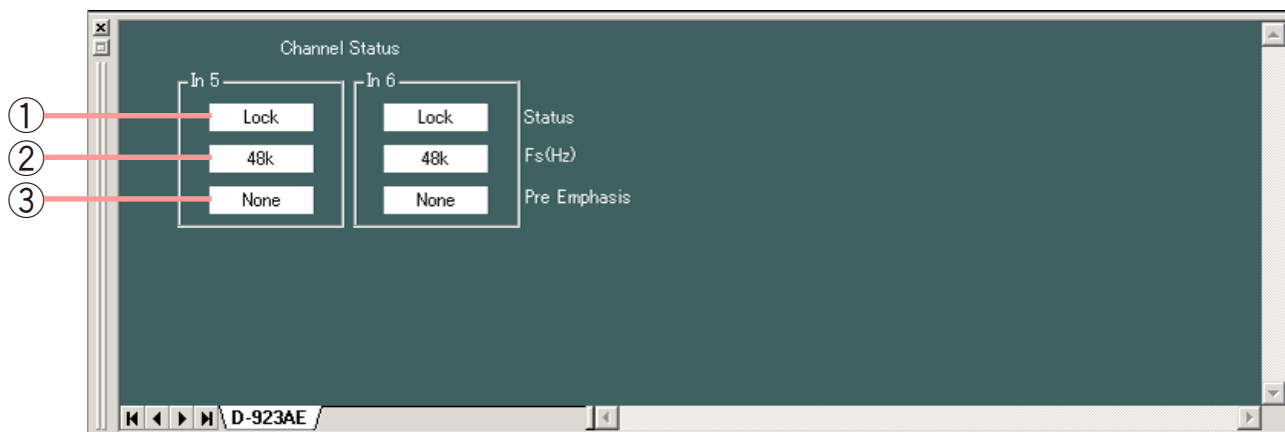 Channel Status
In 5 In 6
① Lock Lock Status
② 48k 48k Fs(Hz)
③ None None Pre Emphasis
D-923AE